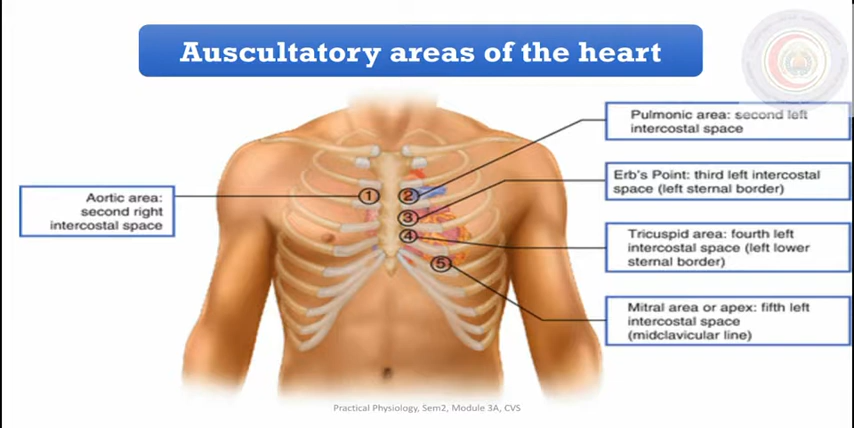 Auscultatory areas of the heart
Pulmonic area: second left
intercostal space
Erb's Point: third left intercostal
space (left sternal border)
Aortic area:
second right
intercostal space
1
2
3
4
5
Tricuspid area: fourth left
intercostal space (left lower
sternal border)
Mitral area or apex: fifth left
intercostal space
(midclavicular line)
Practical Physiology, Sem2, Module 3A, CVS